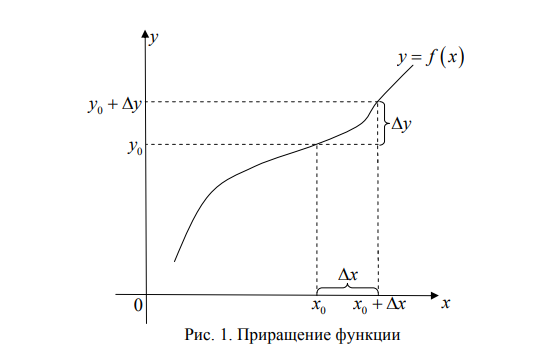 y
y = f(x)
y₀ + Δy
Δy
y₀
Δx
0
x₀
x₀ + Δx
x
Рис. 1. Приращение функции